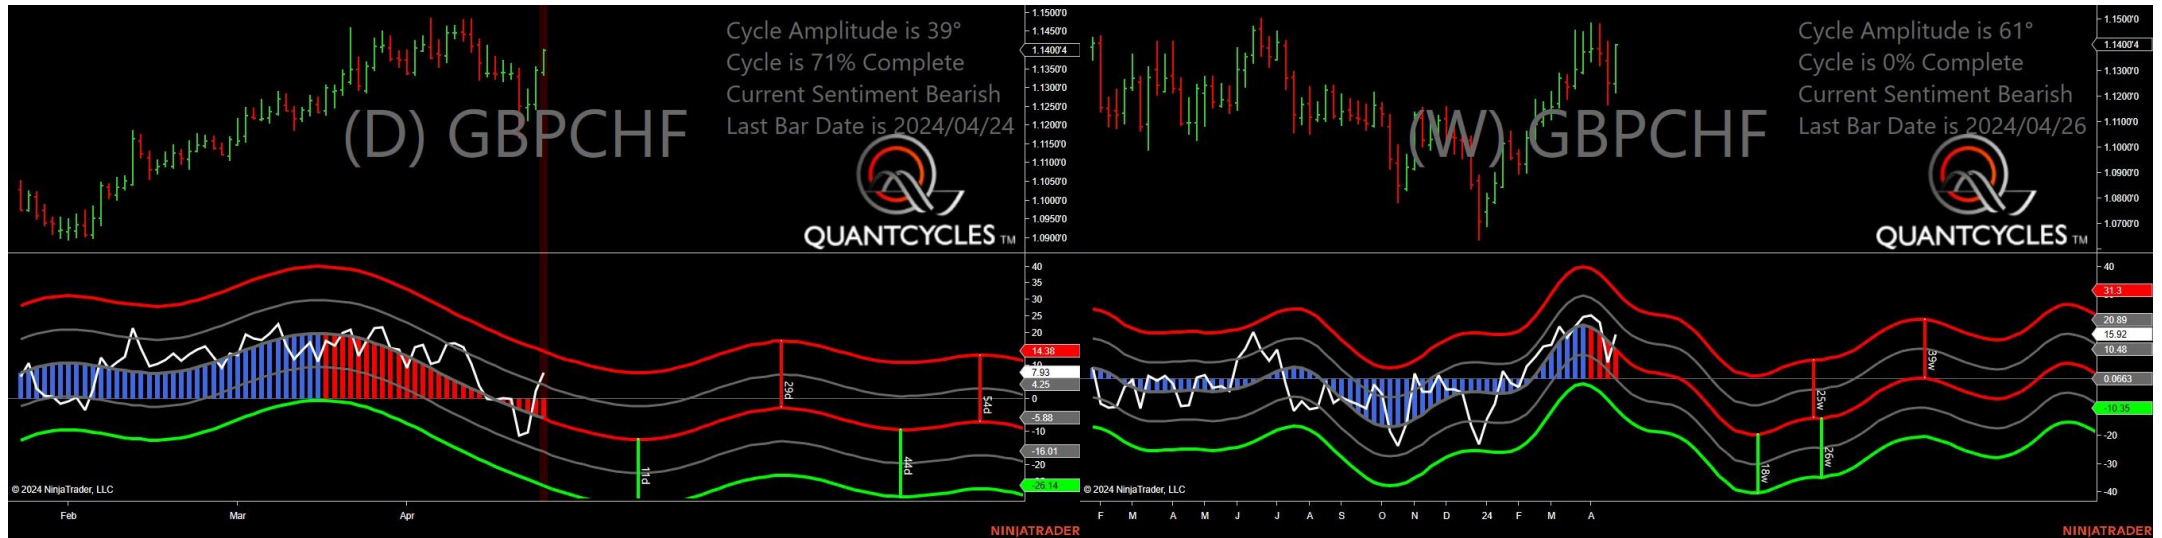 Cycle Amplitude is 39°
Cycle is 71% Complete
Current Sentiment Bearish
Last Bar Date is 2024/04/24
(D) GBPCHF
QUANTCYCLES TM
1.1500'0
1.1450'0
1.1400'4
1.1350'0
1.1300'0
1.1250'0
1.1200'0
1.1150'0
1.1100'0
1.1050'0
1.1000'0
1.0950'0
1.0900'0
40
35
30
25
20
14.38
10
7.93
4.25
0
-5.88
-10
-16.01
-20
-26.14
11d
29d
44d
54d
© 2024 NinjaTrader, LLC
Feb Mar Apr
NINJATRADER
Cycle Amplitude is 61°
Cycle is 0% Complete
Current Sentiment Bearish
Last Bar Date is 2024/04/26
(W) GBPCHF
QUANTCYCLES TM
1.1500'0
1.1400'4
1.1300'0
1.1200'0
1.1100'0
1.1000'0
1.0900'0
1.0800'0
1.0700'0
40
31.3
20.89
15.92
10.48
0.0663
-10.35
-20
-30
-40
18w
25w
26w
39w
© 2024 NinjaTrader, LLC
F M A M J J A S O N D 24 F M A
NINJATRADER